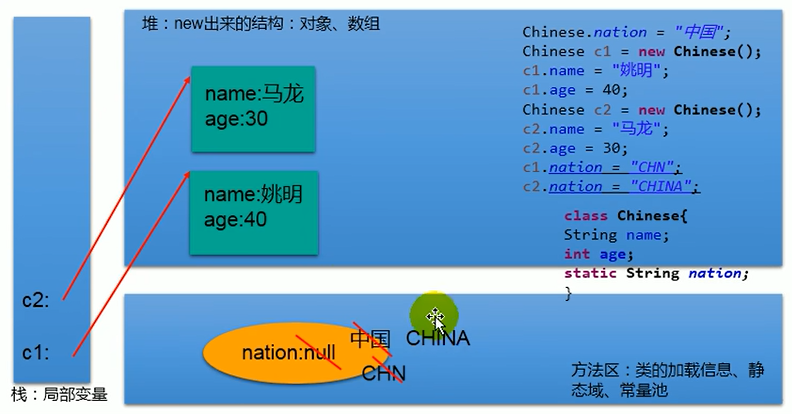 堆：new出来的结构：对象、数组
Chinese.nation = "中国";
Chinese c1 = new Chinese();
c1.name = "姚明";
c1.age = 40;
Chinese c2 = new Chinese();
c2.name = "马龙";
c2.age = 30;
c1.nation = "CHN";
c2.nation = "CHINA";
class Chinese{
String name;
int age;
static String nation;
}
name:马龙
age:30
name:姚明
age:40
c2:
c1:
栈：局部变量
nation:null
中国
CHINA
CHN
方法区：类的加载信息、静
态域、常量池